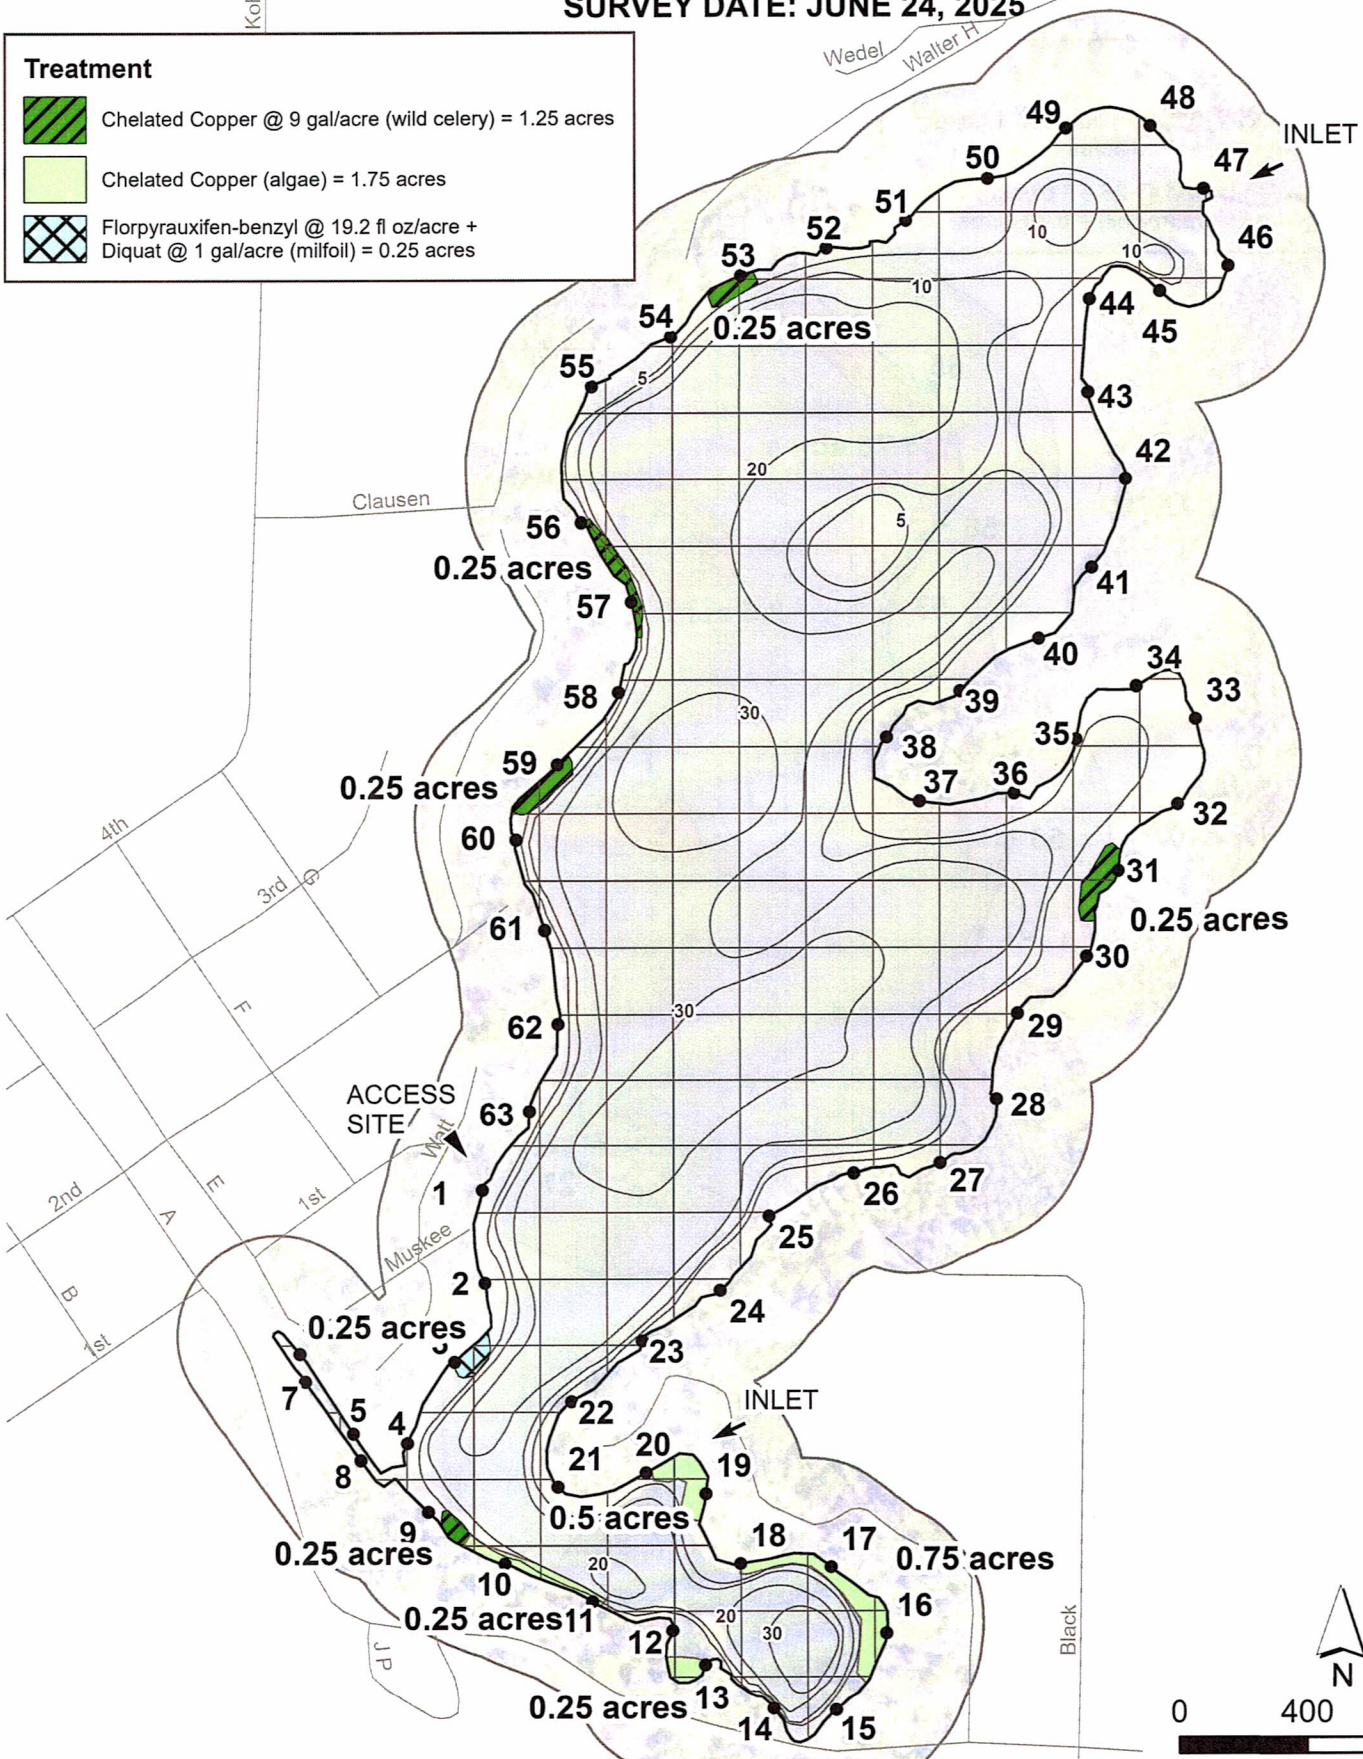 SURVEY DATE: JUNE 24, 2025
Wedel
Walter H
Treatment
Chelated Copper @ 9 gal/acre (wild celery) = 1.25 acres
Chelated Copper (algae) = 1.75 acres
Florpyrauxifen-benzyl @ 19.2 fl oz/acre +
Diquat @ 1 gal/acre (milfoil) = 0.25 acres
49
48
INLET
47
50
51
52
10
46
10
53
10
44
45
54
0.25 acres
55
5
43
42
20
Clausen
5
56
0.25 acres
41
57
40
34
33
58
39
30
38
35
59
36
0.25 acres
37
32
60
4th
31
3rd
G
0.25 acres
61
30
F
30
29
62
ACCESS
SITE
63
28
Watt
27
1
26
E
1st
2nd
A
25
Muskee
2
24
B
0.25 acres
1st
23
7
22
INLET
5
4
20
19
21
8
0.5 acres
9
18
17
0.75 acres
0.25 acres
20
10
16
0.25 acres
11
20
12
30
Black
J P
13
0.25 acres
14
15
N
0
400